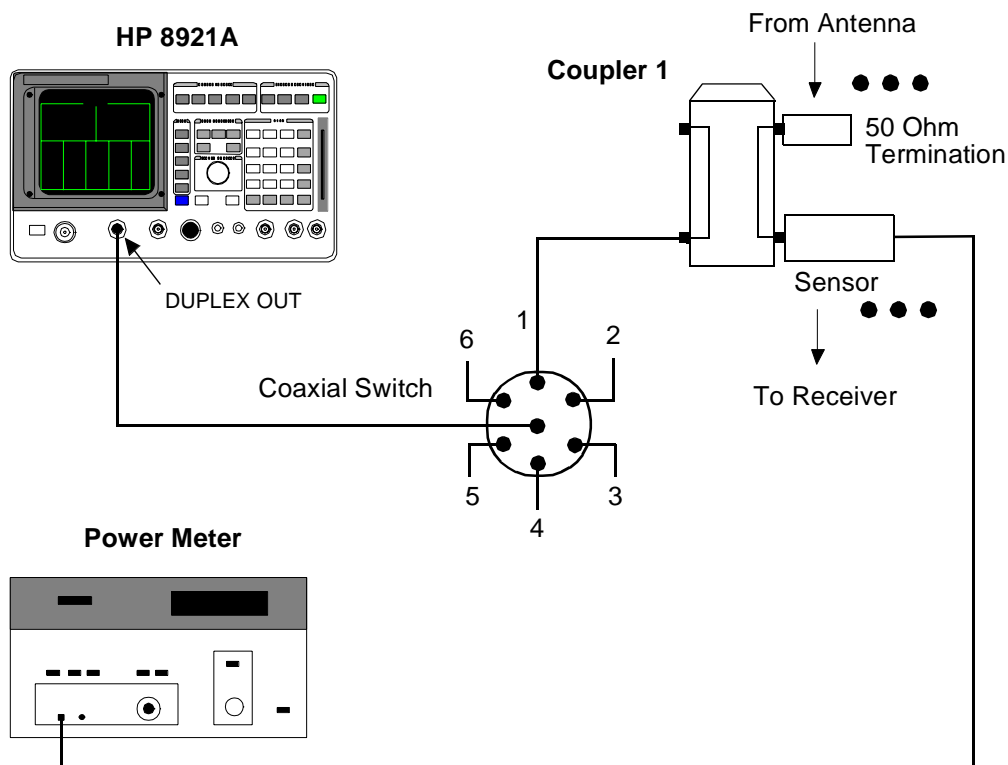 HP 8921A
From Antenna
Coupler 1
50 Ohm
Termination
DUPLEX OUT
Sensor
1
2
6
Coaxial Switch
To Receiver
5
3
4
Power Meter